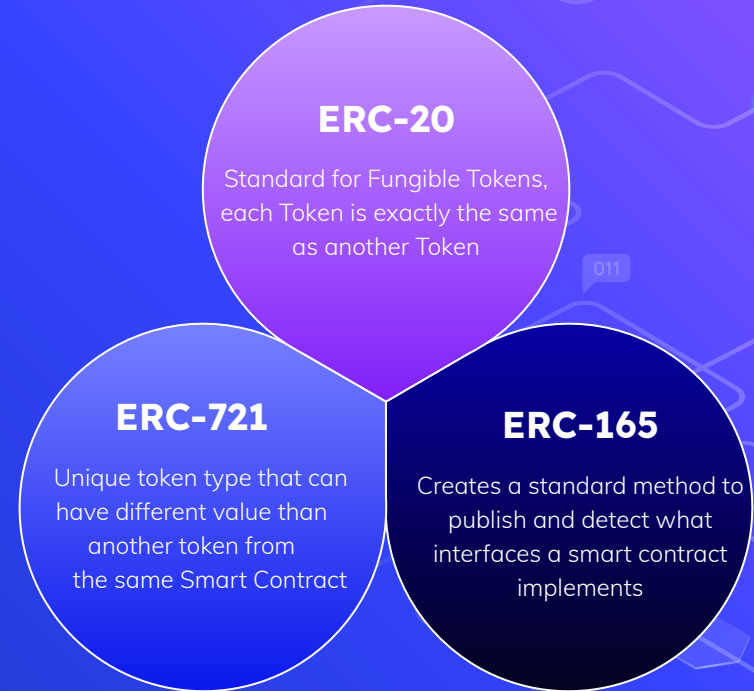 ERC-20
Standard for Fungible Tokens,
each Token is exactly the same
as another Token
011
ERC-721
Unique token type that can
have different value than
another token from
the same Smart Contract
ERC-165
Creates a standard method to
publish and detect what
interfaces a smart contract
implements